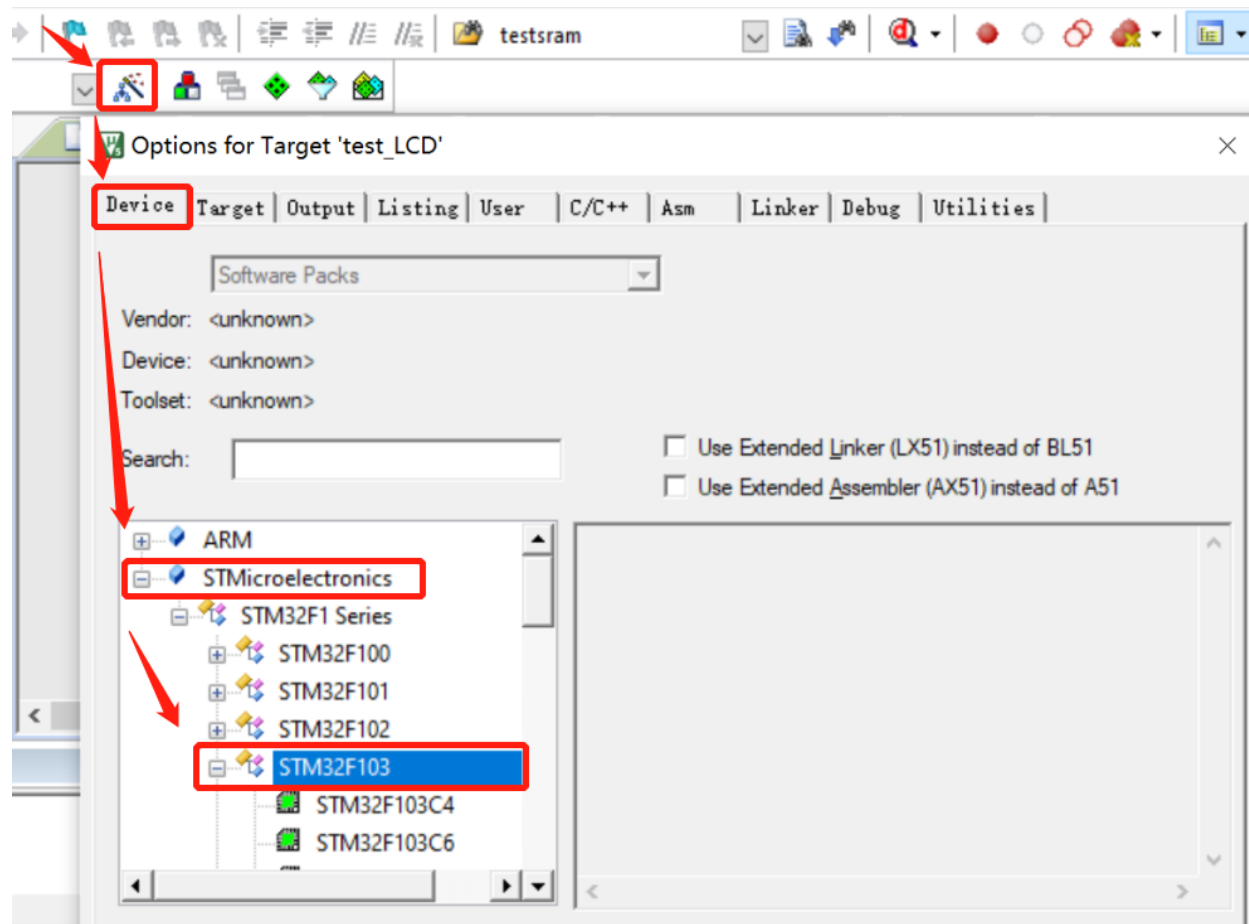 testsram
Options for Target 'test_LCD'
Device Target Output Listing User C/C++ Asm Linker Debug Utilities
Software Packs
Vendor: <unknown>
Device: <unknown>
Toolset: <unknown>
Search:
Use Extended Linker (LX51) instead of BL51
Use Extended Assembler (AX51) instead of A51
ARM
STMicroelectronics
STM32F1 Series
STM32F100
STM32F101
STM32F102
STM32F103
STM32F103C4
STM32F103C6